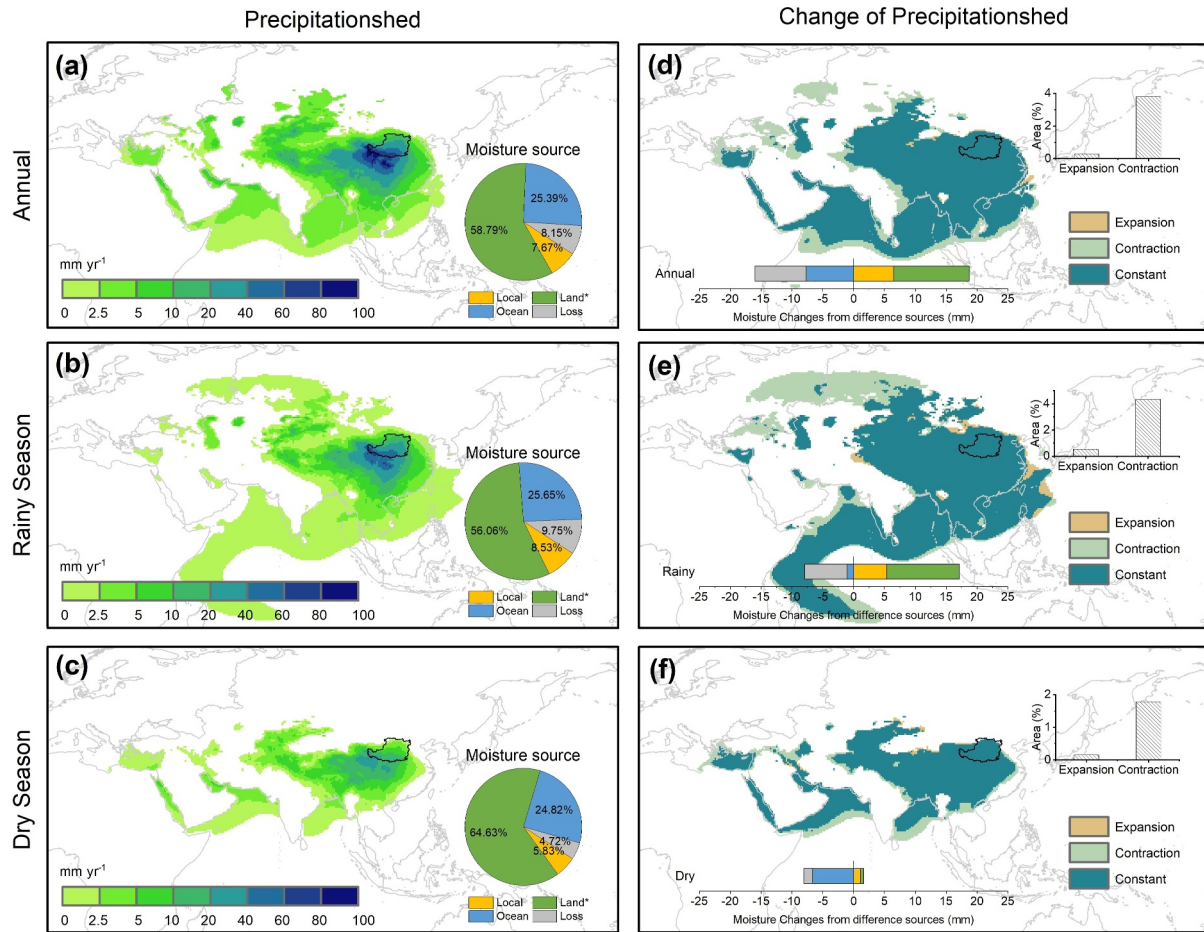 Precipitationshed
Change of Precipitationshed
Annual
(a)
Moisture source
25.39%
8.15%
7.67%
58.79%
mm yr-1
0 2.5 5 10 20 40 60 80 100
Local
Land*
Ocean
Loss
(d)
Area (%)
4
2
0
Expansion Contraction
Expansion
Contraction
Constant
Annual
-25 -20 -15 -10 -5 0 5 10 15 20 25
Moisture Changes from difference sources (mm)
Rainy Season
(b)
Moisture source
25.65%
9.75%
8.53%
56.06%
mm yr-1
0 2.5 5 10 20 40 60 80 100
Local
Land*
Ocean
Loss
(e)
Area (%)
4
2
0
Expansion Contraction
Expansion
Contraction
Constant
Rainy
-25 -20 -15 -10 -5 0 5 10 15 20 25
Moisture Changes from difference sources (mm)
Dry Season
(c)
Moisture source
24.82%
4.72%
5.83%
64.63%
mm yr-1
0 2.5 5 10 20 40 60 80 100
Local
Land*
Ocean
Loss
(f)
Area (%)
2
1
0
Expansion Contraction
Expansion
Contraction
Constant
Dry
-25 -20 -15 -10 -5 0 5 10 15 20 25
Moisture Changes from difference sources (mm)